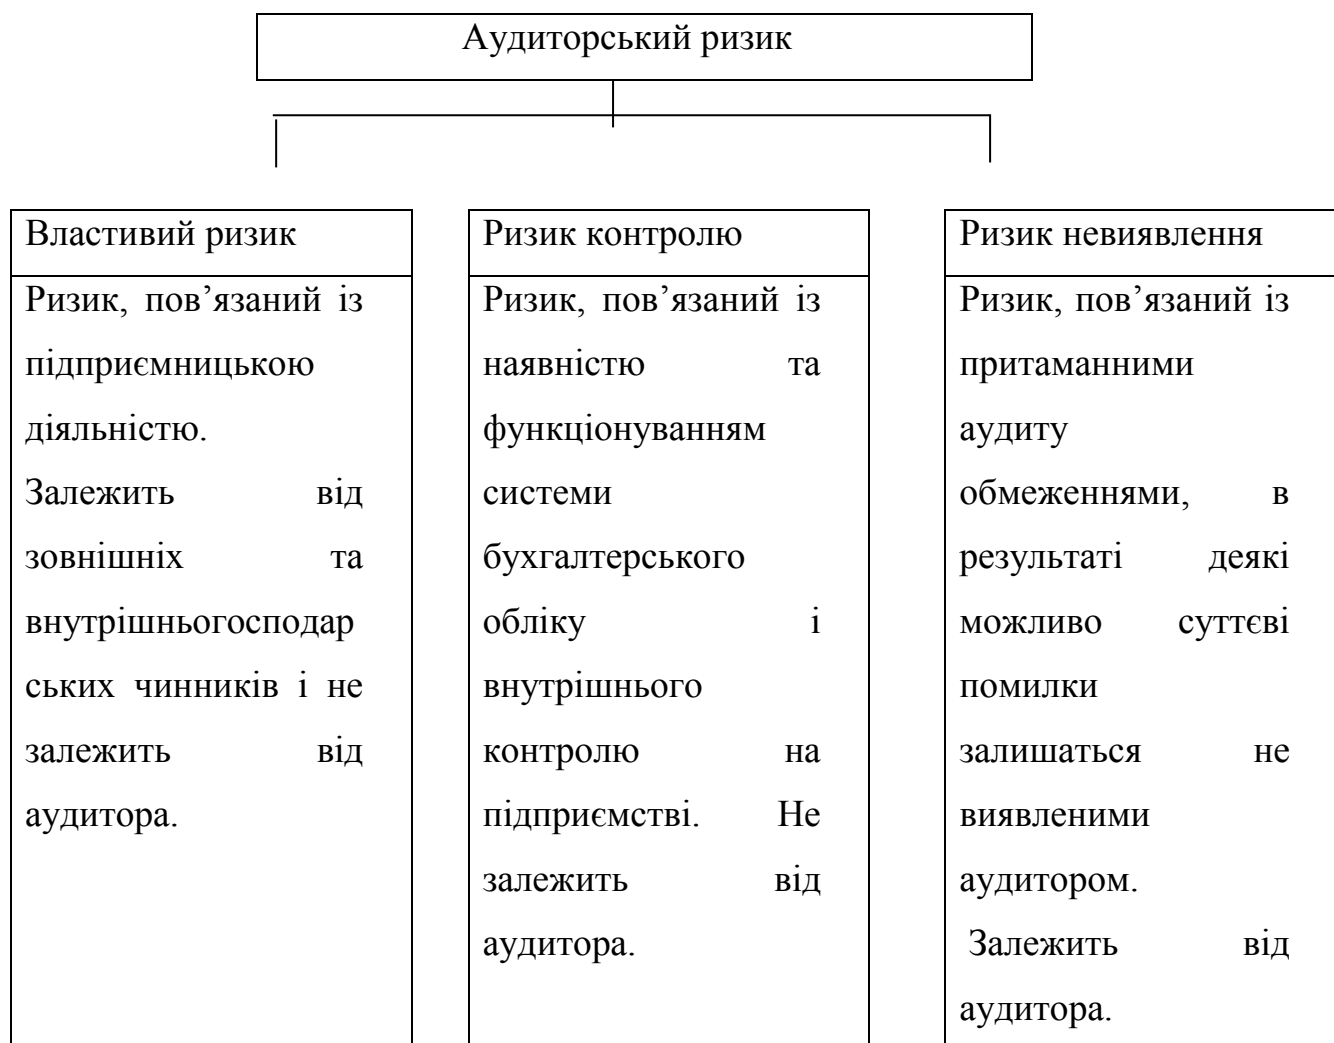 Аудиторський ризик
Властивий ризик
Ризик, пов’язаний із
підприємницькою
діяльністю.
Залежить від
зовнішніх та
внутрішньогосподар
ських чинників і не
залежить від
аудитора.
Ризик контролю
Ризик, пов’язаний із
наявністю та
функціонуванням
системи
бухгалтерського
обліку і
внутрішнього
контролю на
підприємстві. Не
залежить від
аудитора.
Ризик невиявлення
Ризик, пов’язаний із
притаманними
аудиту
обмеженнями, в
результаті деякі
можливо суттєві
помилки
залишаться не
виявленими
аудитором.
Залежить від
аудитора.